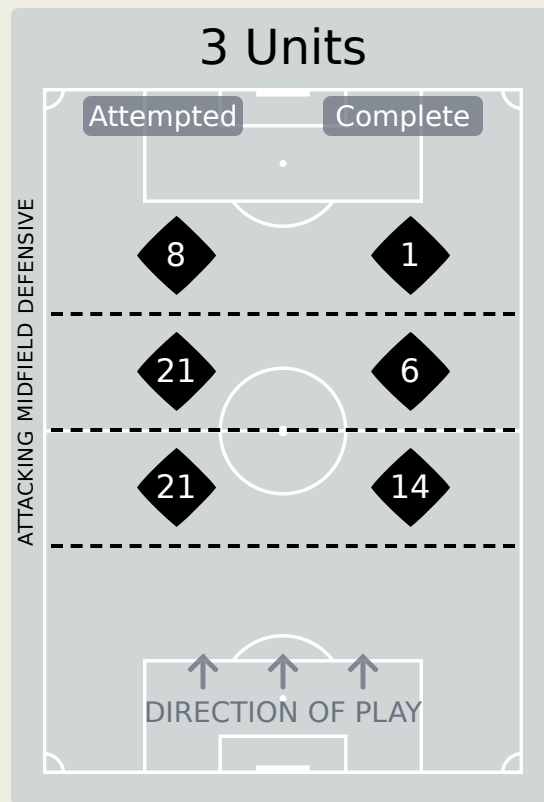 3 Units
Attempted Complete
8 1
21 6
21 14
ATTACKING MIDFIELD DEFENSIVE
DIRECTION OF PLAY